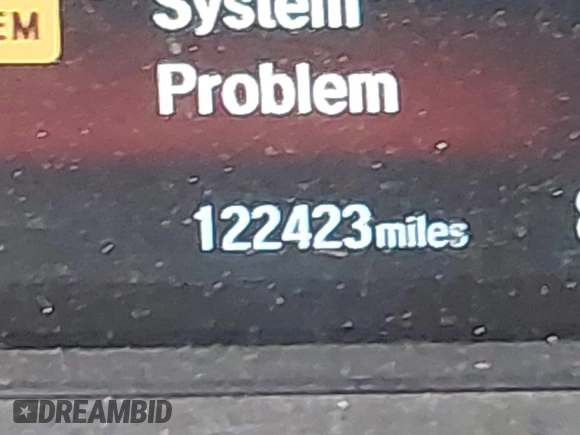 EM
System
Problem
122423miles
DREAMBID